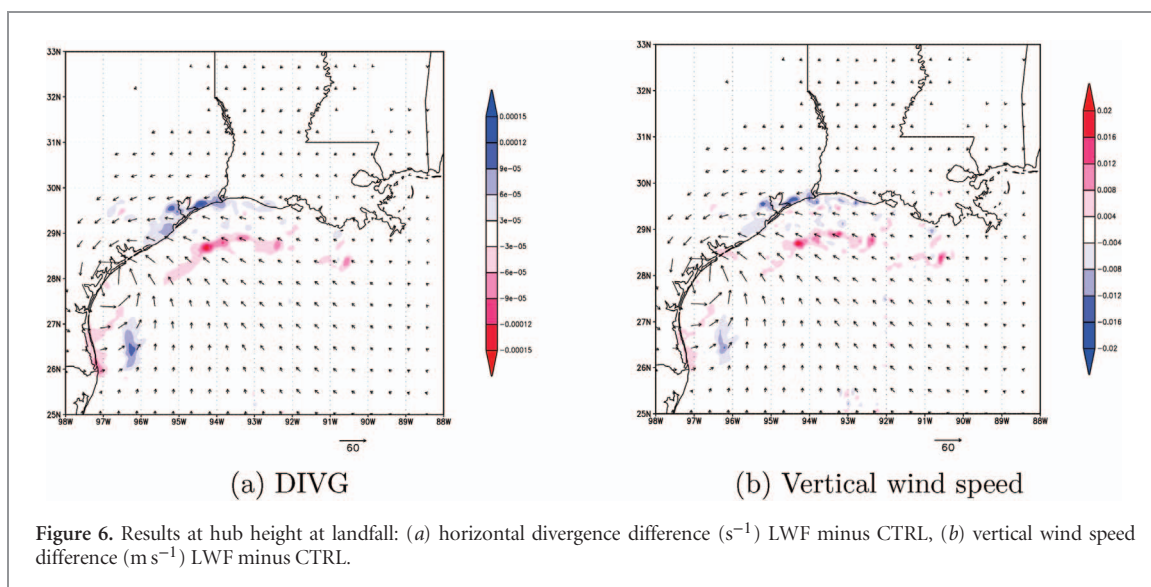 33N
32N
31N
30N
29N
28N
27N
26N
25N
98W 97W 96W 95W 94W 93W 92W 91W 90W 89W 88W
60
0.00015
0.00012
9e-05
6e-05
3e-05
-3e-05
-6e-05
-9e-05
-0.00012
-0.00015
(a) DIVG
33N
32N
31N
30N
29N
28N
27N
26N
25N
98W 97W 96W 95W 94W 93W 92W 91W 90W 89W 88W
60
0.02
0.016
0.012
0.008
0.004
-0.004
-0.008
-0.012
-0.016
-0.02
(b) Vertical wind speed
Figure 6. Results at hub height at landfall: (a) horizontal divergence difference (s⁻¹) LWF minus CTRL, (b) vertical wind speed
difference (m s⁻¹) LWF minus CTRL.